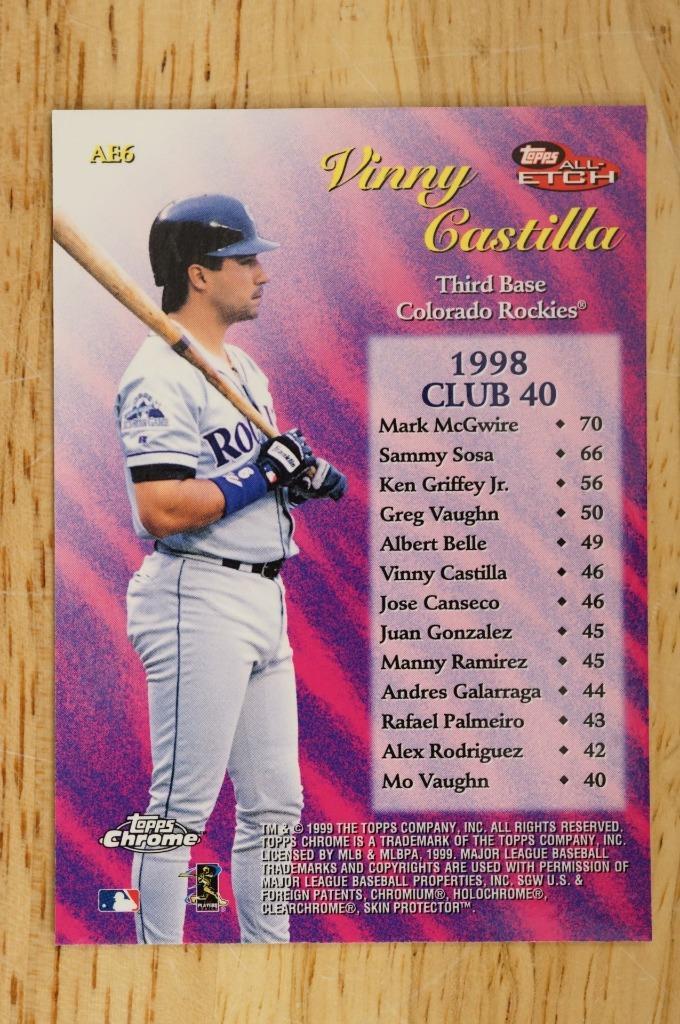 AE6
Vinny
Castilla
Topps
ALL-
ETCH
Third Base
Colorado Rockies®
1998
CLUB 40
Mark McGwire ◆ 70
Sammy Sosa ◆ 66
Ken Griffey Jr. ◆ 56
Greg Vaughn ◆ 50
Albert Belle ◆ 49
Vinny Castilla ◆ 46
Jose Canseco ◆ 46
Juan Gonzalez ◆ 45
Manny Ramirez ◆ 45
Andres Galarraga ◆ 44
Rafael Palmeiro ◆ 43
Alex Rodriguez ◆ 42
Mo Vaughn ◆ 40
ROC
Franklin
Topps
Chrome™
TM & © 1999 THE TOPPS COMPANY, INC. ALL RIGHTS RESERVED.
TOPPS CHROME IS A TRADEMARK OF THE TOPPS COMPANY, INC.
LICENSED BY MLB & MLBPA, 1999. MAJOR LEAGUE BASEBALL
TRADEMARKS AND COPYRIGHTS ARE USED WITH PERMISSION OF
MAJOR LEAGUE BASEBALL PROPERTIES, INC. SGW U.S. &
FOREIGN PATENTS, CHROMIUM®, HOLOCHROME®,
CLEARCHROME®, SKIN PROTECTOR™.
PLAYERS